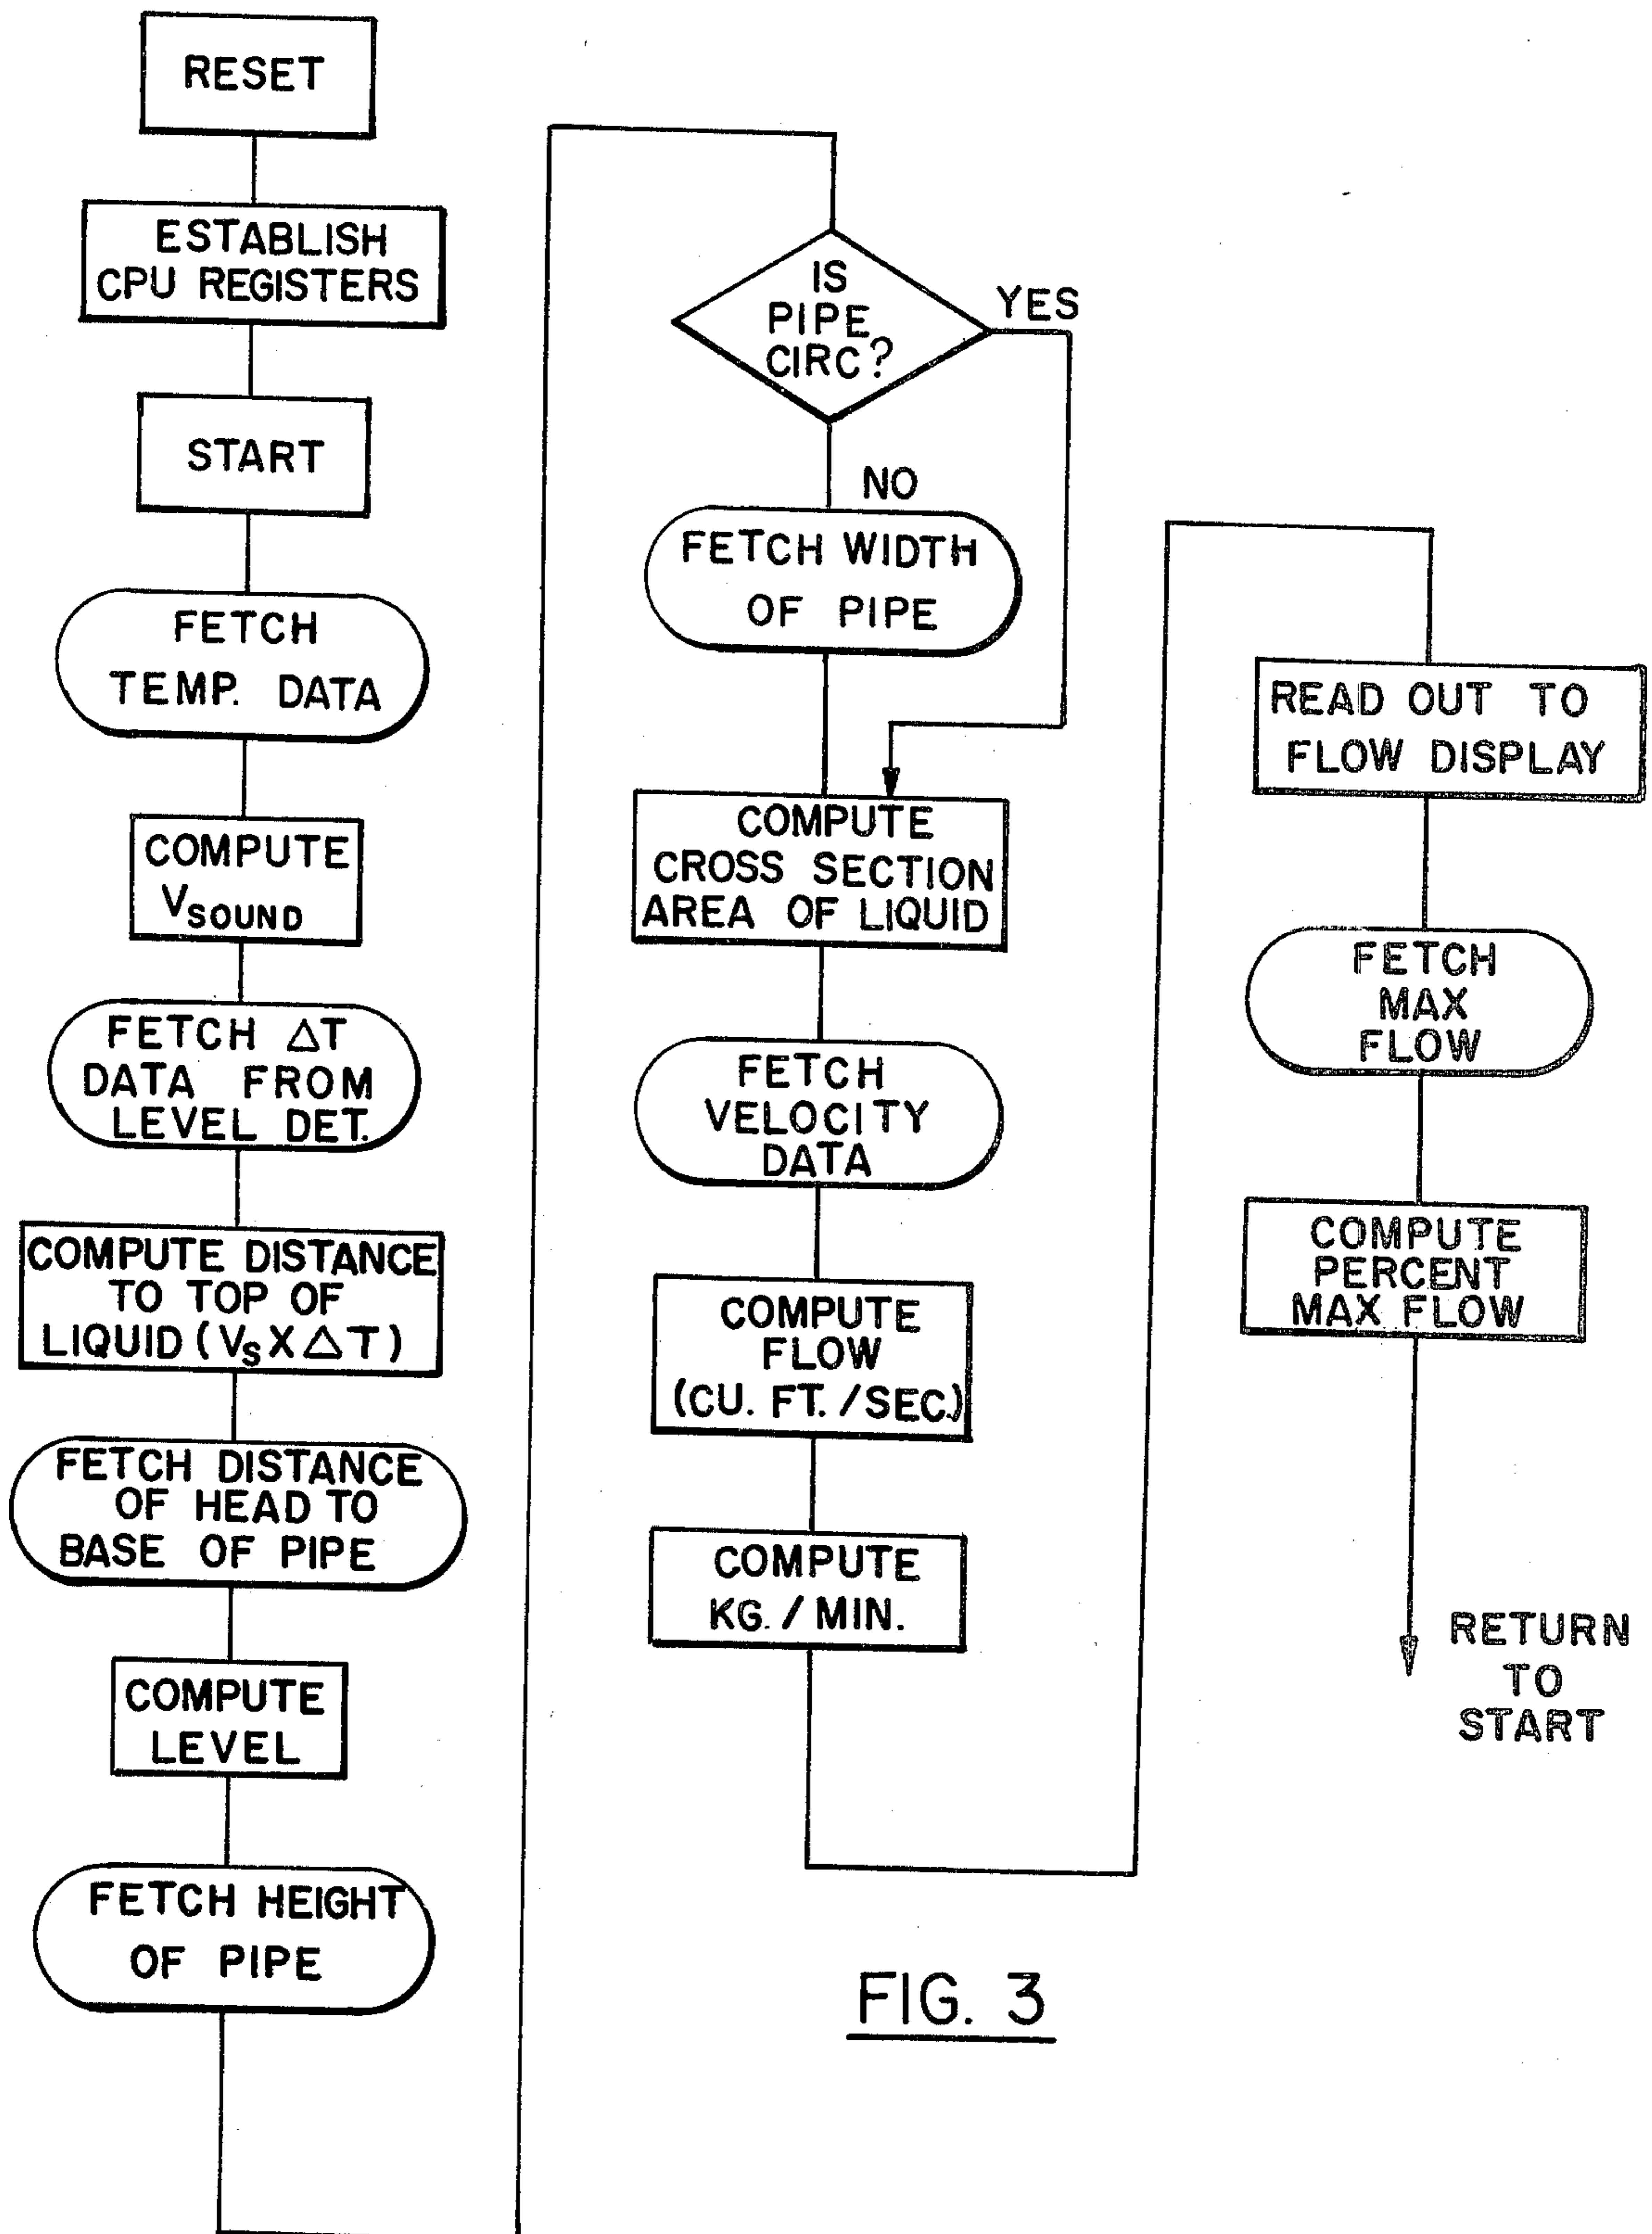 RESET
ESTABLISH
CPU REGISTERS
START
FETCH
TEMP. DATA
COMPUTE
VSOUND
FETCH △T
DATA FROM
LEVEL DET.
COMPUTE DISTANCE
TO TOP OF
LIQUID (VS X △T)
FETCH DISTANCE
OF HEAD TO
BASE OF PIPE
COMPUTE
LEVEL
FETCH HEIGHT
OF PIPE
IS
PIPE
CIRC?
YES
NO
FETCH WIDTH
OF PIPE
COMPUTE
CROSS SECTION
AREA OF LIQUID
FETCH
VELOCITY
DATA
COMPUTE
FLOW
(CU. FT. / SEC.)
COMPUTE
KG. / MIN.
READ OUT TO
FLOW DISPLAY
FETCH
MAX
FLOW
COMPUTE
PERCENT
MAX FLOW
RETURN
TO
START
FIG. 3